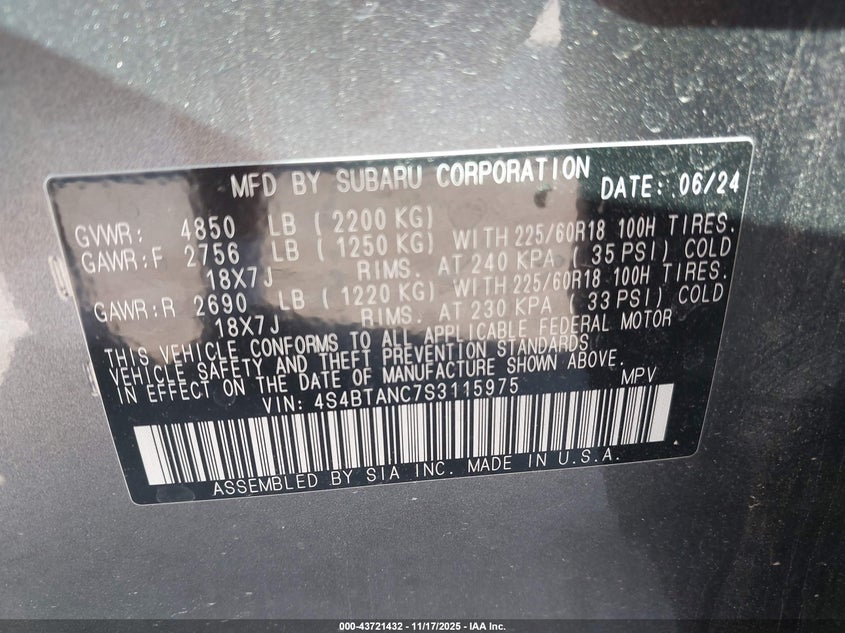 MFD BY SUBARU CORPORATION DATE: 06/24
GVWR: 4850 LB (2200 KG)
GAWR:F 2756 LB (1250 KG) WITH 225/60R18 100H TIRES.
18X7J RIMS. AT 240 KPA (35 PSI) COLD
GAWR:R 2690 LB (1220 KG) WITH 225/60R18 100H TIRES.
18X7J RIMS. AT 230 KPA (33 PSI) COLD
THIS VEHICLE CONFORMS TO ALL APPLICABLE FEDERAL MOTOR
VEHICLE SAFETY AND THEFT PREVENTION STANDARDS
IN EFFECT ON THE DATE OF MANUFACTURE SHOWN ABOVE.
VIN: 4S4BTANC7S3115975 MPV
ASSEMBLED BY SIA INC. MADE IN U.S.A.
000-43721432 - 11/17/2025 - IAA Inc.